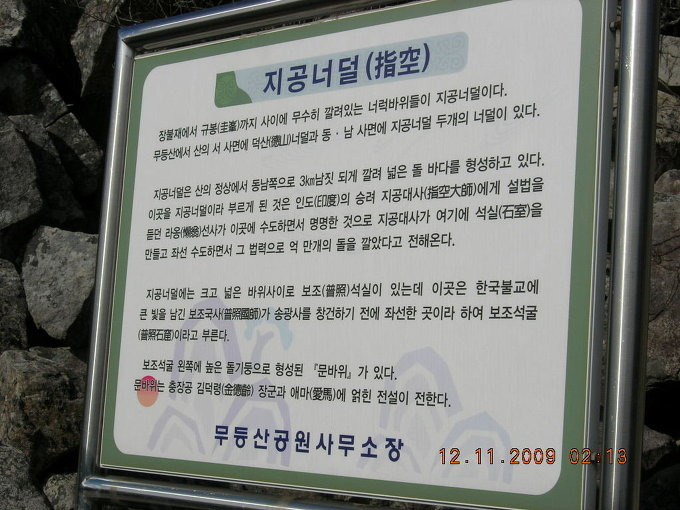 지공너덜(指空)
장불재에서 규봉(圭峯)까지 사이에 무수히 깔려있는 너럭바위들이 지공너덜이다.
무등산에서 산의 서 사면에 덕산(德山)너덜과 동·남 사면에 지공너덜 두개의 너덜이 있다.
지공너덜은 산의 정상에서 동남쪽으로 3km남짓 되게 깔려 넓은 돌 바다를 형성하고 있다.
이곳을 지공너덜이라 부르게 된 것은 인도(印度)의 승려 지공대사(指空大師)에게 설법을
듣던 라옹(懶翁)선사가 이곳에 수도하면서 명명한 것으로 지공대사가 여기에 석실(石室)을
만들고 좌선 수도하면서 그 법력으로 억 만개의 돌을 깔았다고 전해온다.
지공너덜에는 크고 넓은 바위사이로 보조(普照)석실이 있는데 이곳은 한국불교에
큰 빛을 남긴 보조국사(普照國師)가 송광사를 창건하기 전에 좌선한 곳이라 하여 보조석굴
(普照石窟)이라고 부른다.
보조석굴 왼쪽에 높은 돌기둥으로 형성된 『문바위』가 있다.
문바위는 충장공 김덕령(金德齡) 장군과 애마(愛馬)에 얽힌 전설이 전한다.
무등산공원사무소장
12.11.2009 02:13